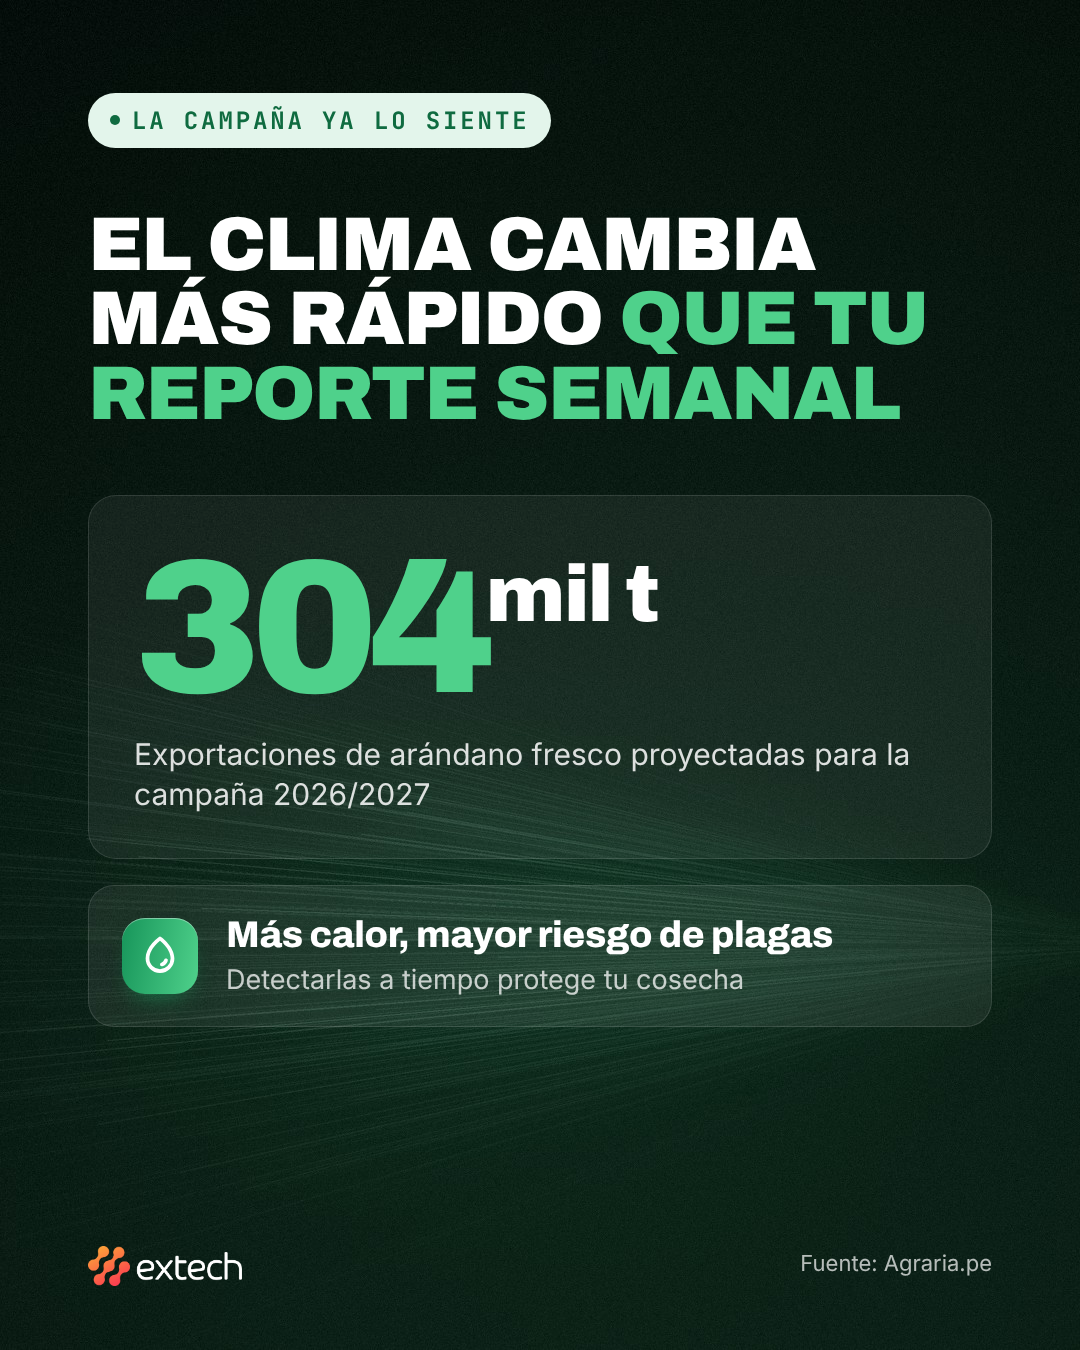 • LA CAMPAÑA YA LO SIENTE
EL CLIMA CAMBIA
MÁS RÁPIDO QUE TU
REPORTE SEMANAL
304 mil t
Exportaciones de arándano fresco proyectadas para la
campaña 2026/2027
Más calor, mayor riesgo de plagas
Detectarlas a tiempo protege tu cosecha
extech
Fuente: Agraria.pe